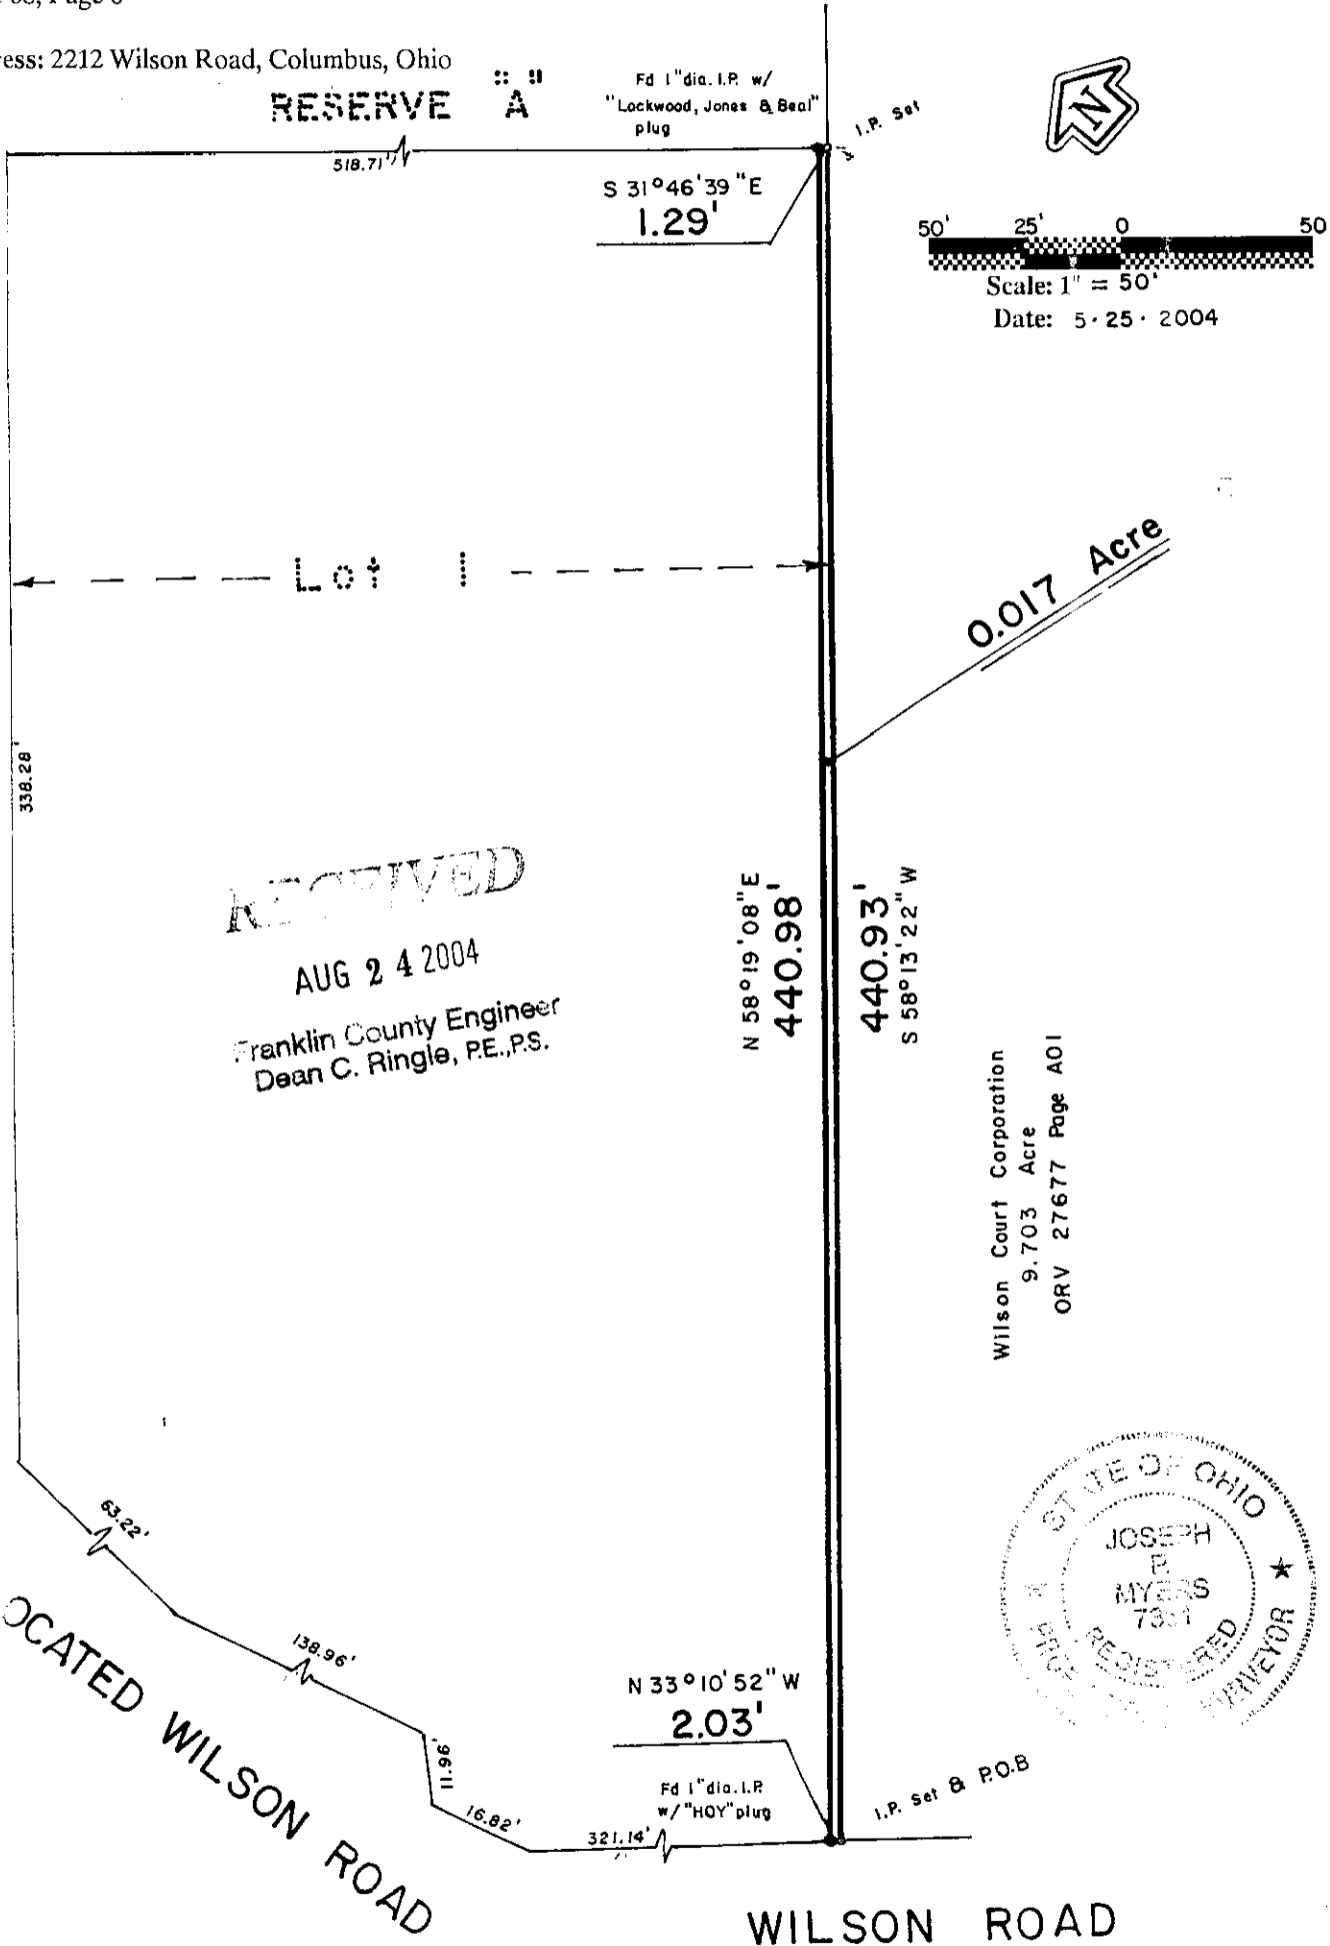 Page 6
ess: 2212 Wilson Road, Columbus, Ohio
RESERVE "A"
Fd 1"dia. I.P. w/
"Lockwood, Jones & Beal"
plug
I.P. Set
N
518.71'
S 31°46'39"E
1.29'
50' 25' 0 50
Scale: 1" = 50'
Date: 5·25·2004
Lot 1
0.017 Acre
338.28'
RECEIVED
AUG 24 2004
Franklin County Engineer
Dean C. Ringle, P.E.,P.S.
N 58°19'08"E
440.98'
440.93'
S 58°13'22"W
Wilson Court Corporation
9.703 Acre
ORV 27677 Page A01
63.22'
138.96'
11.96'
16.82'
321.14'
N 33°10'52"W
2.03'
Fd 1"dia. I.P.
w/"HOY"plug
I.P. Set & P.O.B
STATE OF OHIO
JOSEPH
P.
MYERS
REGISTERED
SURVEYOR
OCATED WILSON ROAD
WILSON ROAD